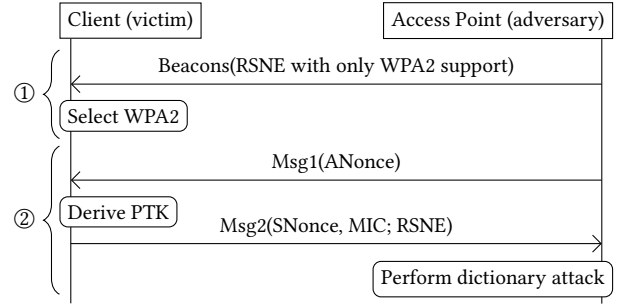 Client (victim)
Access Point (adversary)
Beacons(RSNE with only WPA2 support)
①
Select WPA2
Msg1(ANonce)
②
Derive PTK
Msg2(SNonce, MIC; RSNE)
Perform dictionary attack